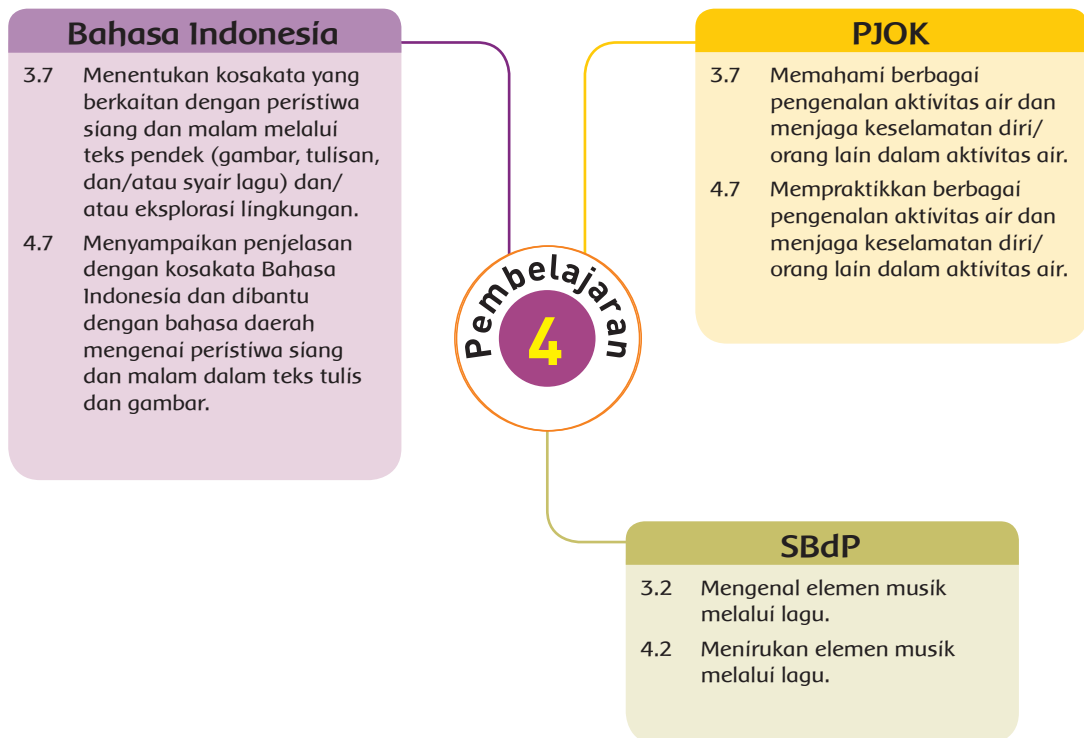 Bahasa Indonesia
3.7 Menentukan kosakata yang
berkaitan dengan peristiwa
siang dan malam melalui
teks pendek (gambar, tulisan,
dan/atau syair lagu) dan/
atau eksplorasi lingkungan.
4.7 Menyampaikan penjelasan
dengan kosakata Bahasa
Indonesia dan dibantu
dengan bahasa daerah
mengenai peristiwa siang
dan malam dalam teks tulis
dan gambar.
PJOK
3.7 Memahami berbagai
pengenalan aktivitas air dan
menjaga keselamatan diri/
orang lain dalam aktivitas air.
4.7 Mempraktikkan berbagai
pengenalan aktivitas air dan
menjaga keselamatan diri/
orang lain dalam aktivitas air.
Pembelajaran
4
SBdP
3.2 Mengenal elemen musik
melalui lagu.
4.2 Menirukan elemen musik
melalui lagu.